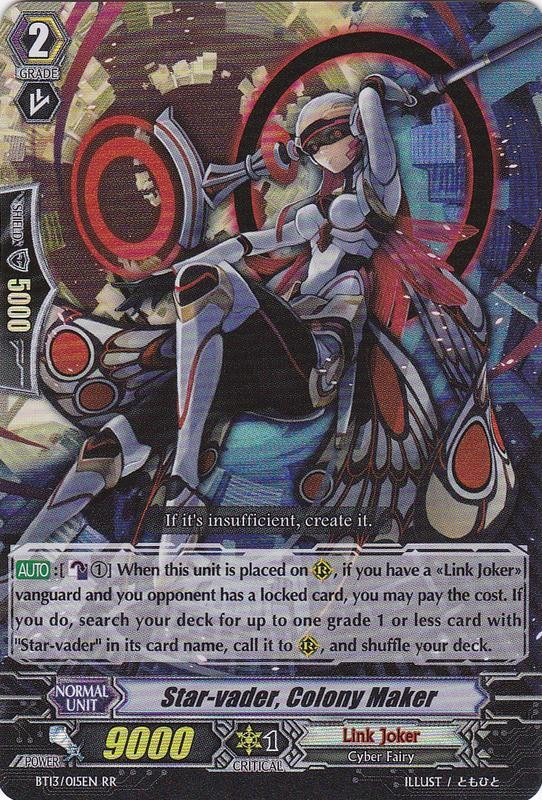 2
GRADE
SHIELD
5000
If it's insufficient, create it.
AUTO :[ ①] When this unit is placed on R, if you have a «Link Joker»
vanguard and you opponent has a locked card, you may pay the cost. If
you do, search your deck for up to one grade 1 or less card with
"Star-vader" in its card name, call it to R, and shuffle your deck.
NORMAL
UNIT
Star-vader, Colony Maker
POWER
9000
1
CRITICAL
Link Joker
Cyber Fairy
BT13/015EN RR
ILLUST / ともひと